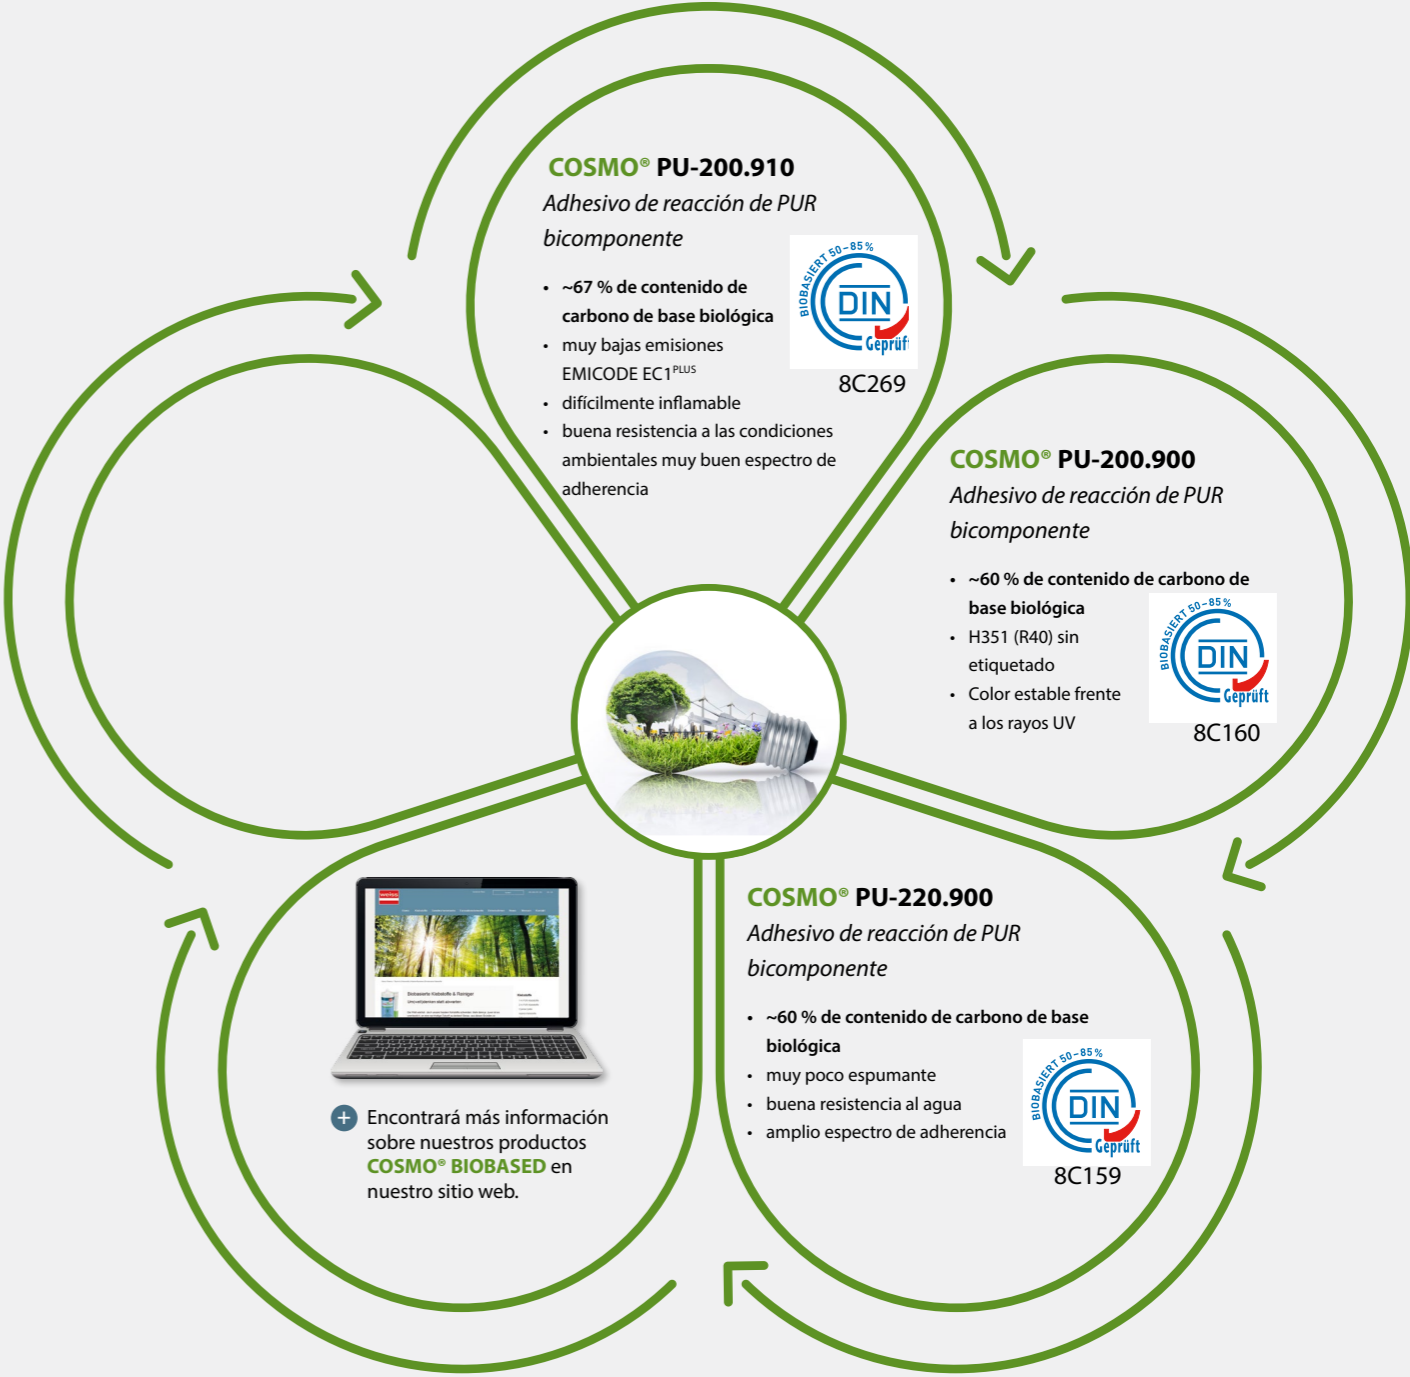 COSMO® PU-200.910
Adhesivo de reacción de PUR
bicomponente
• ~67 % de contenido de
carbono de base biológica
• muy bajas emisiones
EMICODE EC1PLUS
• difícilmente inflamable
• buena resistencia a las condiciones
ambientales muy buen espectro de
adherencia
BIOBASIERT 50–85 %
DIN
Geprüf
8C269
COSMO® PU-200.900
Adhesivo de reacción de PUR
bicomponente
• ~60 % de contenido de carbono de
base biológica
• H351 (R40) sin
etiquetado
• Color estable frente
a los rayos UV
BIOBASIERT 50–85 %
DIN
Geprüft
8C160
COSMO® PU-220.900
Adhesivo de reacción de PUR
bicomponente
• ~60 % de contenido de carbono de base
biológica
• muy poco espumante
• buena resistencia al agua
• amplio espectro de adherencia
BIOBASIERT 50–85 %
DIN
Geprüft
8C159
Biobasierte Klebstoffe & Reiniger
+ Encontrará más información
sobre nuestros productos
COSMO® BIOBASED en
nuestro sitio web.